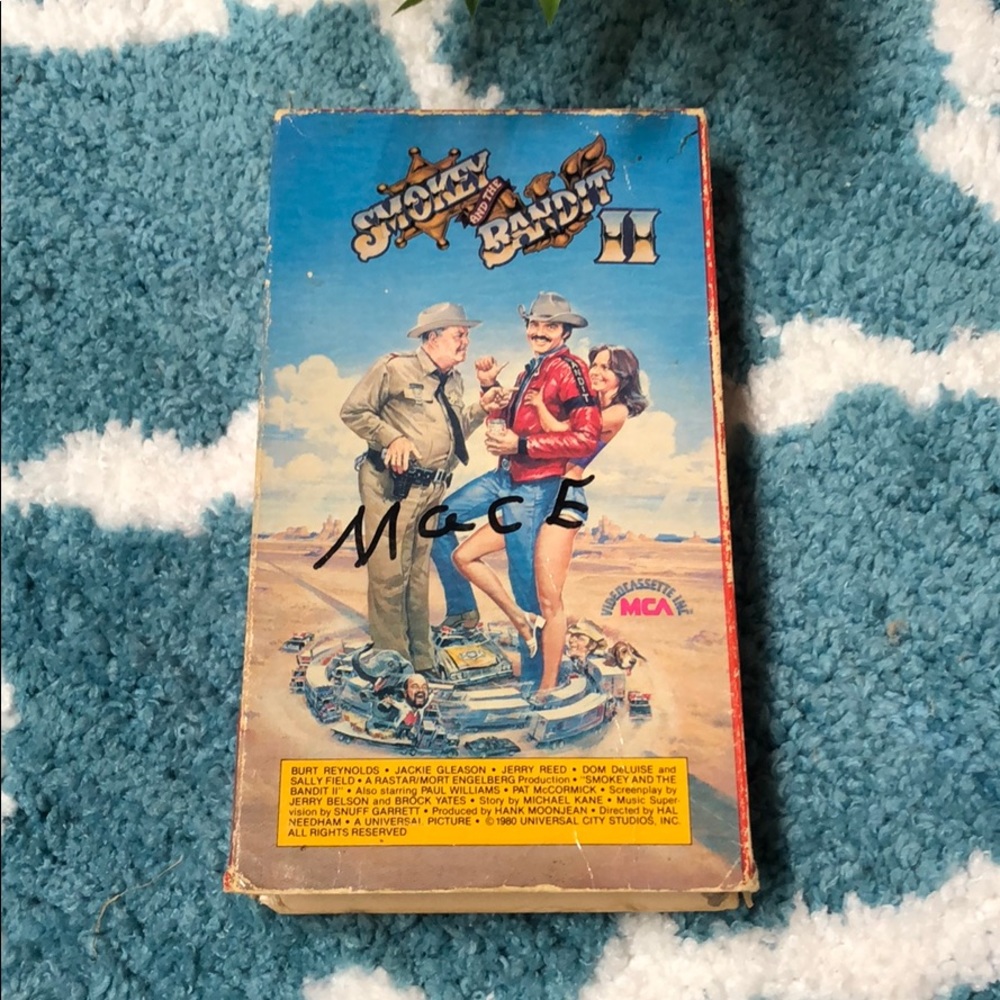 SMOKEY
AND THE
BANDIT
II
BANDIT
MacE
VIDEOCASSETTE INC
MCA
BURT REYNOLDS • JACKIE GLEASON • JERRY REED • DOM DeLUISE and
SALLY FIELD • A RASTAR/MORT ENGELBERG Production • "SMOKEY AND THE
BANDIT II" • Also starring PAUL WILLIAMS • PAT McCORMICK • Screenplay by
JERRY BELSON and BROCK YATES • Story by MICHAEL KANE • Music Super-
vision by SNUFF GARRETT • Produced by HANK MOONJEAN • Directed by HAL
NEEDHAM • A UNIVERSAL PICTURE • ©1980 UNIVERSAL CITY STUDIOS, INC.
ALL RIGHTS RESERVED